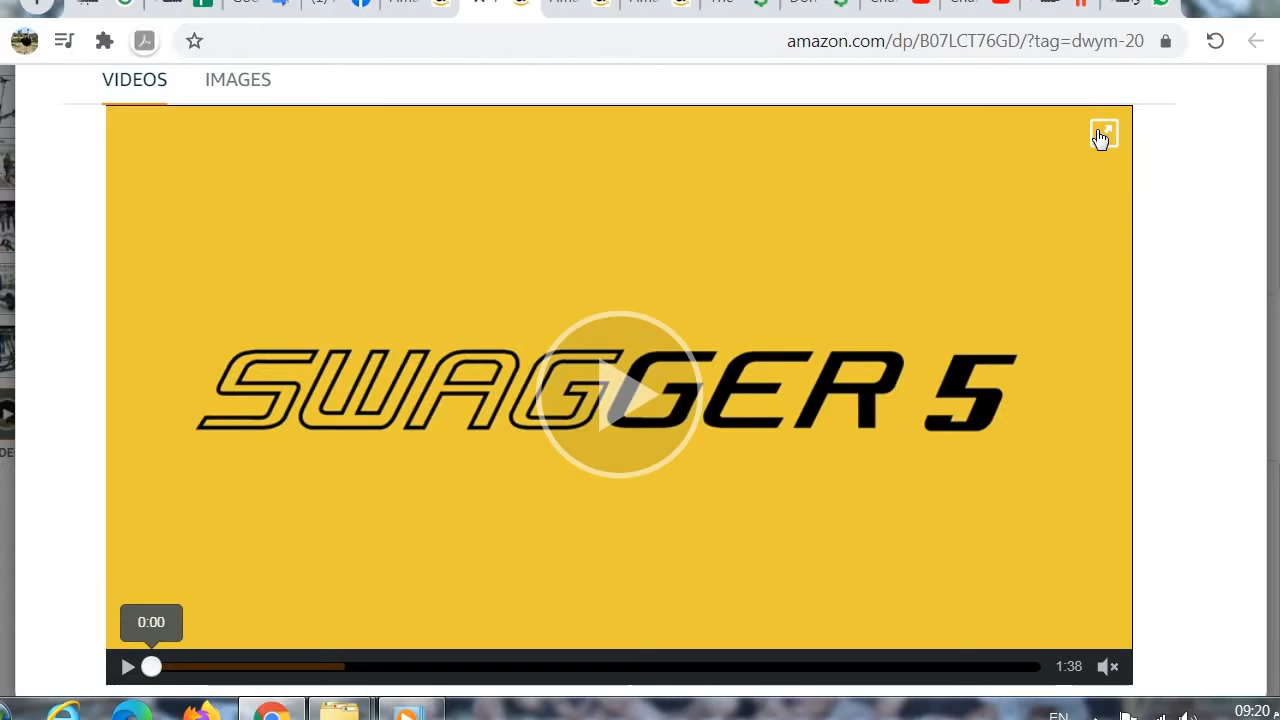 amazon.com/dp/B07LCT76GD/?tag=dwym-20
VIDEOS IMAGES
SWAGGER 5
0:00
1:38
EN
09:20